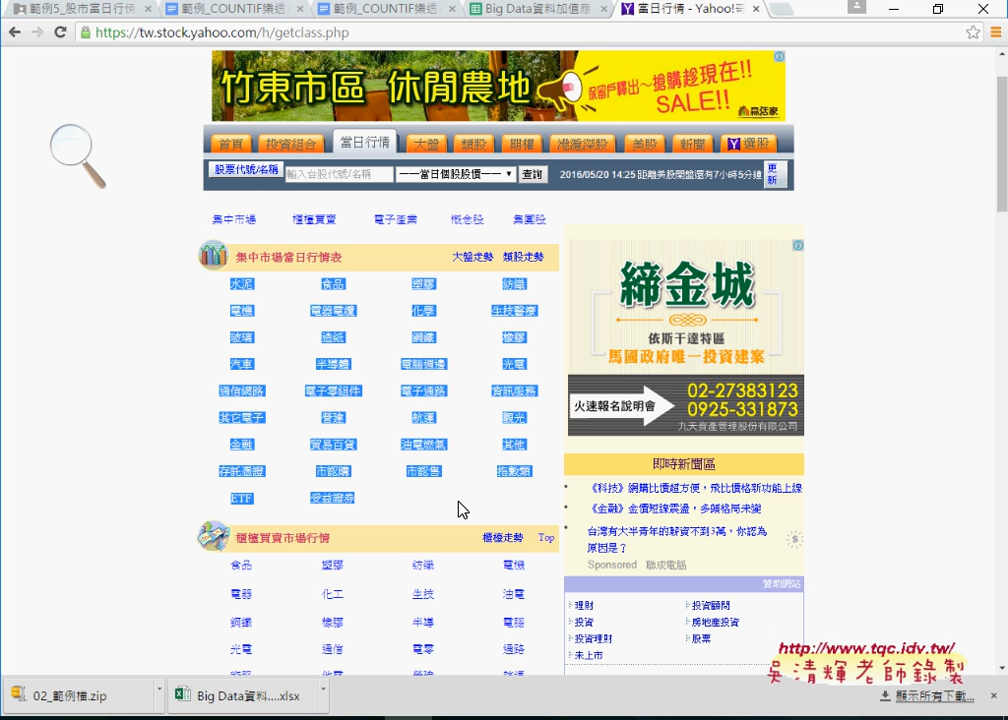 範例5_股市當日行情
範例_COUNTIF樂透
範例_COUNTIF樂透
Big Data資料加值應
當日行情 - Yahoo!奇
https://tw.stock.yahoo.com/h/getclass.php
竹東市區 休閒農地
保留戶釋出~搶購趁現在!! SALE!!
森活家
首頁 投資組合 當日行情 大盤 類股 期權 港滬深股 美股 新聞 選股
股票代號/名稱 輸入台股代號/名稱 ──當日個股股價── 查詢 2016/05/20 14:25 距離美股開盤還有7小時5分鐘 更新
集中市場 櫃檯買賣 電子產業 概念股 集團股
集中市場當日行情表 大盤走勢 類股走勢
水泥 食品 塑膠 紡織
電機 電器電纜 化學 生技醫療
玻璃 造紙 鋼鐵 橡膠
汽車 半導體 電腦週邊 光電
通信網路 電子零組件 電子通路 資訊服務
其它電子 營建 航運 觀光
金融 貿易百貨 油電燃氣 其他
存託憑證 市認購 市認售 指數類
ETF 受益證券
櫃檯買賣市場行情 櫃檯走勢 Top
食品 塑膠 紡織 電機
電器 化工 生技 油電
鋼鐵 橡膠 半導 電腦
光電 通信 電零 通路
締金城
依斯干達特區
馬國政府唯一投資建案
火速報名說明會
02-27383123
0925-331873
九天資產管理股份有限公司
即時新聞區
《科技》網購比價超方便，飛比價格新功能上線
《金融》金價短線震盪，多頭格局未變
台灣有大半青年的薪資不到3萬，你認為原因是？
Sponsored 聯成電腦
贊助網站
理財 投資顧問
投資 房地產投資
投資理財 股票
未上市
http://www.tqc.idv.tw/
吳清輝老師錄製
02_範例檔.zip
Big Data資料....xlsx
顯示所有下載...